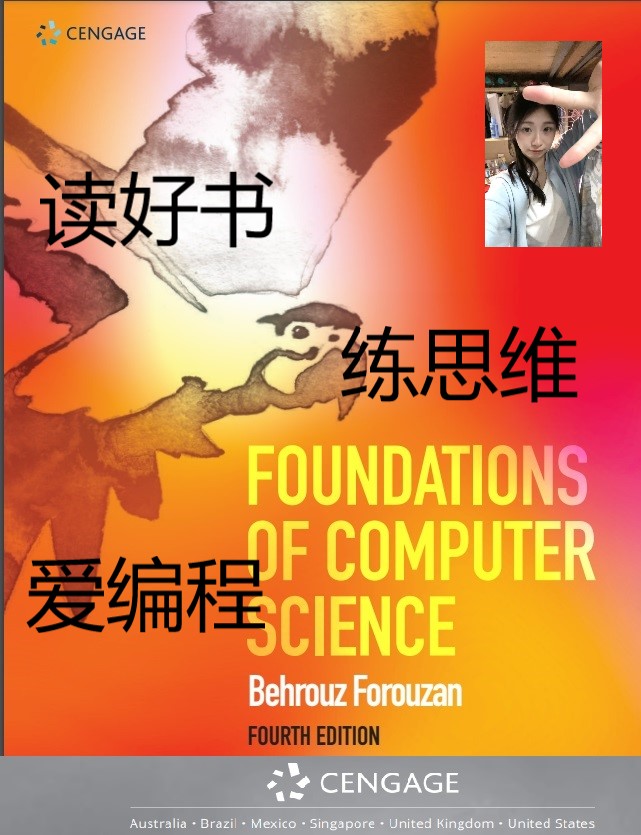 CENGAGE
读好书
练思维
FOUNDATIONS
OF COMPUTER
爱编程
SCIENCE
Behrouz Forouzan
FOURTH EDITION
CENGAGE
Australia • Brazil • Mexico • Singapore • United Kingdom • United States